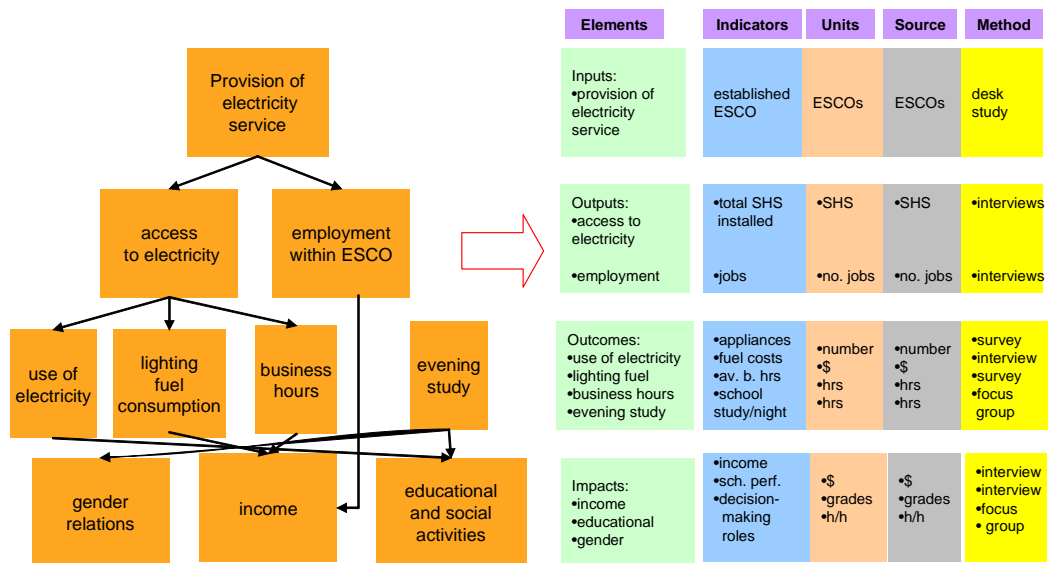 Provision of
electricity
service
access
to electricity
employment
within ESCO
use of
electricity
lighting
fuel
consumption
business
hours
evening
study
gender
relations
income
educational
and social
activities
Elements
Indicators
Units
Source
Method
Inputs:
•provision of
electricity
service
established
ESCO
ESCOs
ESCOs
desk
study
Outputs:
•access to
electricity
•employment
•total SHS
installed
•jobs
•SHS
•no. jobs
•SHS
•no. jobs
•interviews
•interviews
Outcomes:
•use of electricity
•lighting fuel
•business hours
•evening study
•appliances
•fuel costs
•av. b. hrs
•school
study/night
•number
•$
•hrs
•hrs
•number
•$
•hrs
•hrs
•survey
•interview
•survey
•focus
group
Impacts:
•income
•educational
•gender
•income
•sch. perf.
•decision-
making
roles
•$
•grades
•h/h
•$
•grades
•h/h
•interview
•interview
•focus
• group